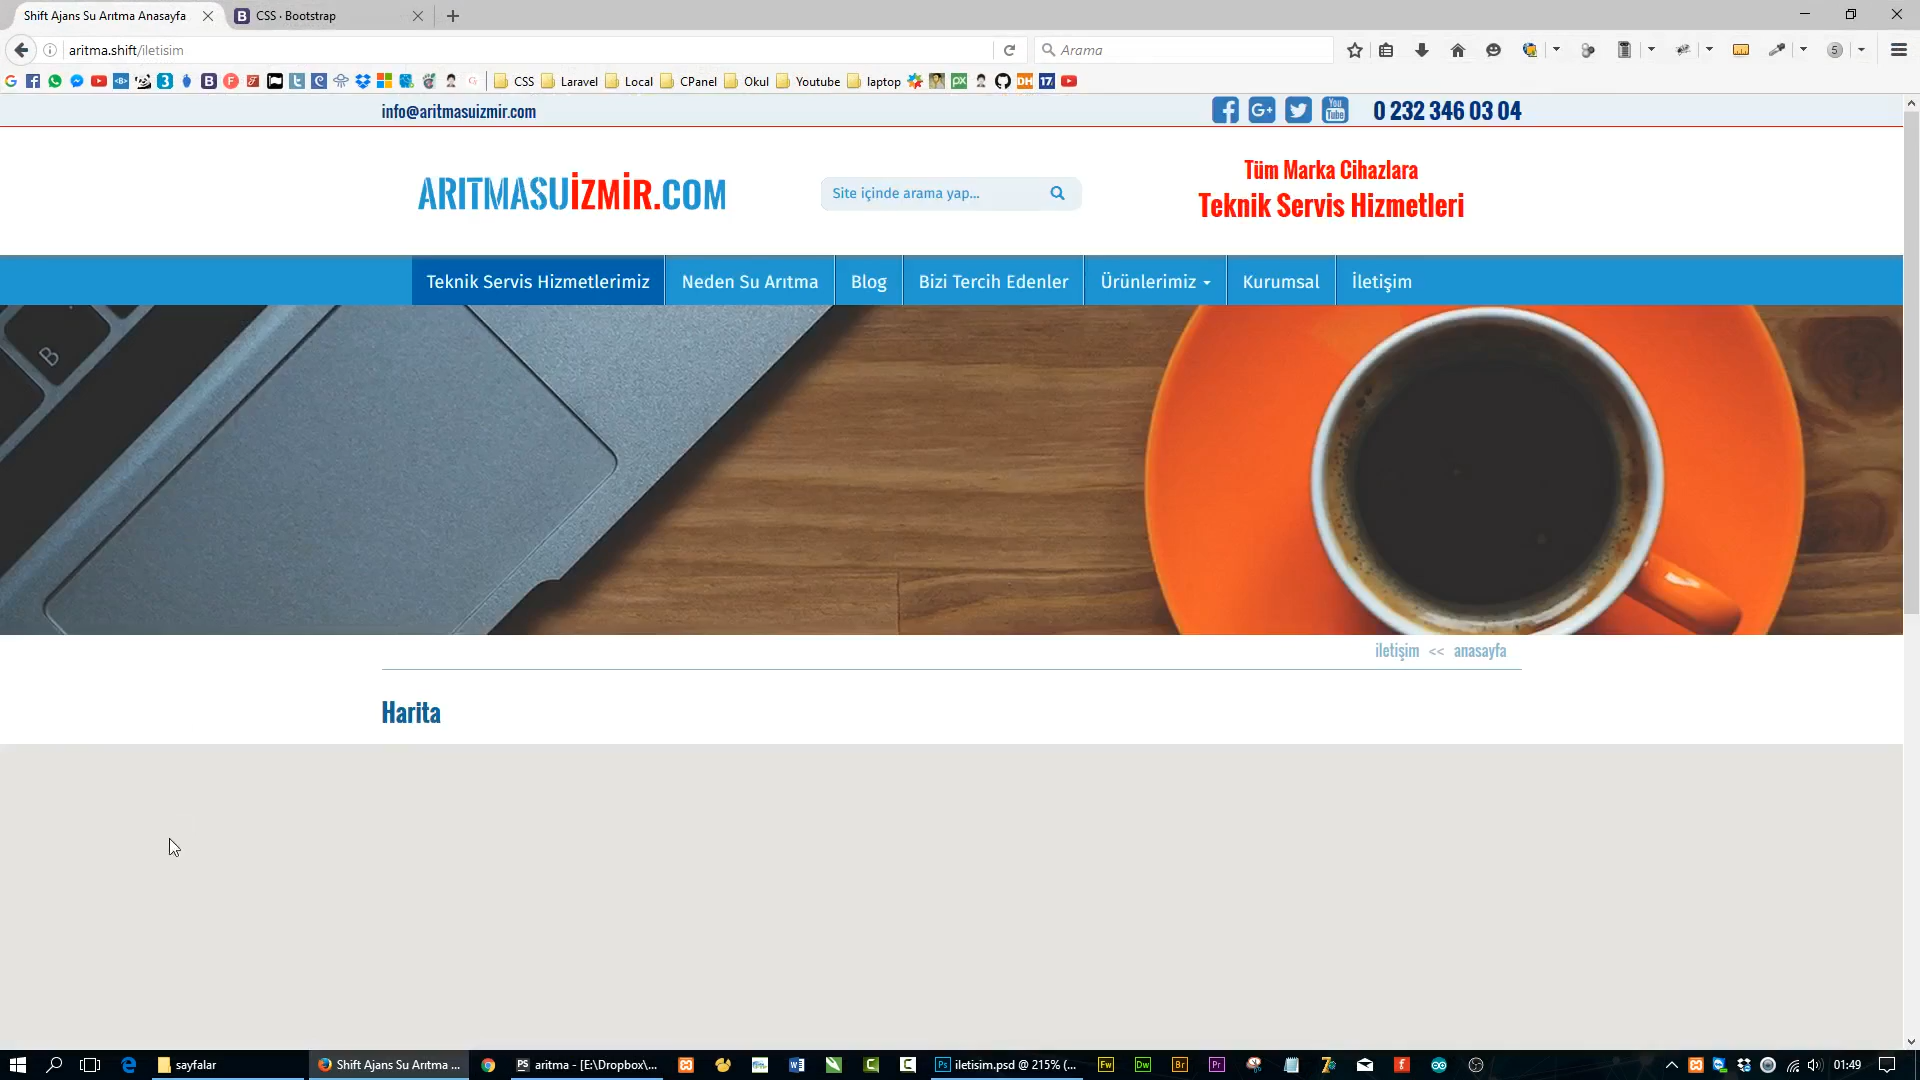 Shift Ajans Su Arıtma Anasayfa
CSS · Bootstrap
aritma.shift/iletisim
Arama
5
CSS
Laravel
Local
CPanel
Okul
Youtube
laptop
info@aritmasuizmir.com
0 232 346 03 04
ARITMASUİZMİR.COM
Site içinde arama yap...
Tüm Marka Cihazlara
Teknik Servis Hizmetleri
Teknik Servis Hizmetlerimiz
Neden Su Arıtma
Blog
Bizi Tercih Edenler
Ürünlerimiz
Kurumsal
İletişim
B
iletişim << anasayfa
Harita
sayfalar
Shift Ajans Su Arıtma ...
aritma - [E:\Dropbox\...
iletisim.psd @ 215% (...
01:49